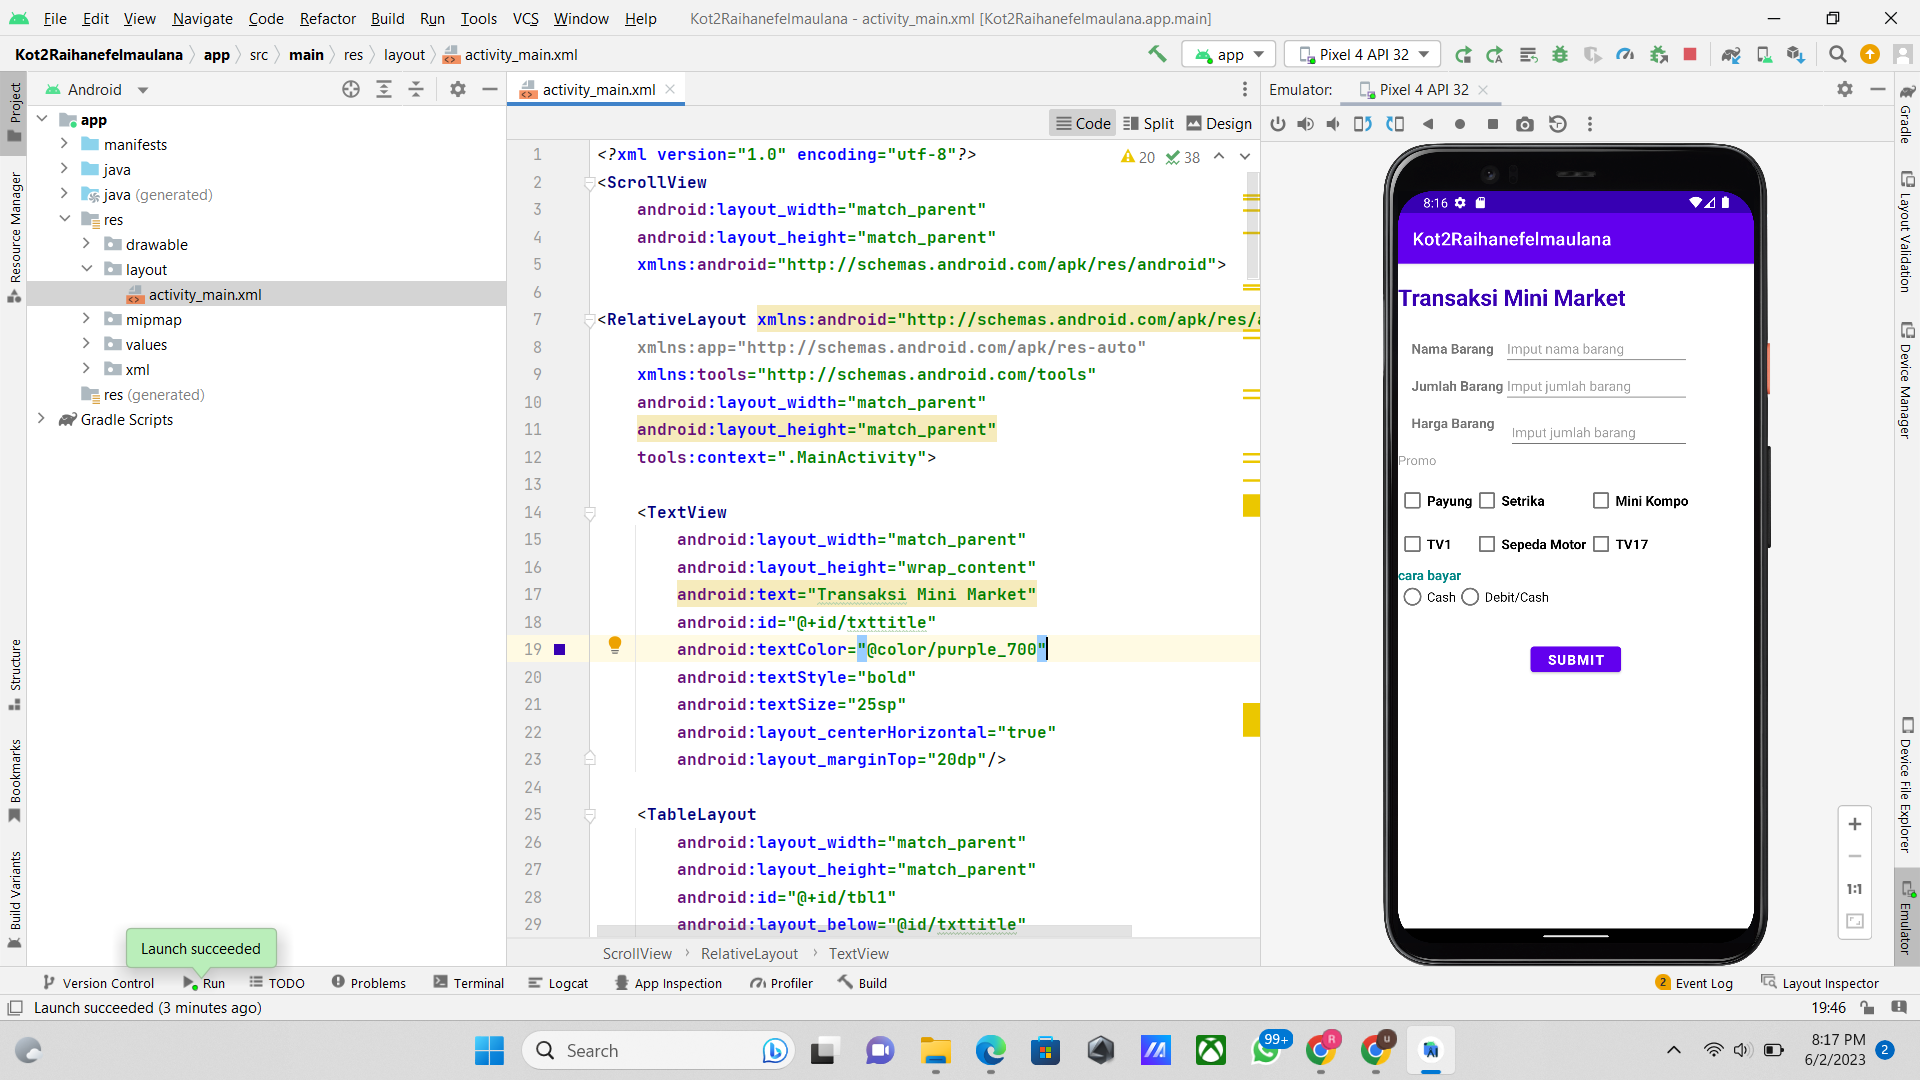 File Edit View Navigate Code Refactor Build Run Tools VCS Window Help Kot2Raihanefelmaulana - activity_main.xml [Kot2Raihanefelmaulana.app.main]
Kot2Raihanefelmaulana app src main res layout activity_main.xml app Pixel 4 API 32
Android
app
manifests
java
java (generated)
res
drawable
layout
activity_main.xml
mipmap
values
xml
res (generated)
Gradle Scripts
Project
Resource Manager
Structure
Bookmarks
Build Variants
activity_main.xml
Code Split Design
20 38
1 <?xml version="1.0" encoding="utf-8"?>
2 <ScrollView
3 android:layout_width="match_parent"
4 android:layout_height="match_parent"
5 xmlns:android="http://schemas.android.com/apk/res/android">
6
7 <RelativeLayout xmlns:android="http://schemas.android.com/apk/res/a
8 xmlns:app="http://schemas.android.com/apk/res-auto"
9 xmlns:tools="http://schemas.android.com/tools"
10 android:layout_width="match_parent"
11 android:layout_height="match_parent"
12 tools:context=".MainActivity">
13
14 <TextView
15 android:layout_width="match_parent"
16 android:layout_height="wrap_content"
17 android:text="Transaksi Mini Market"
18 android:id="@+id/txttitle"
19 android:textColor="@color/purple_700"
20 android:textStyle="bold"
21 android:textSize="25sp"
22 android:layout_centerHorizontal="true"
23 android:layout_marginTop="20dp"/>
24
25 <TableLayout
26 android:layout_width="match_parent"
27 android:layout_height="match_parent"
28 android:id="@+id/tbl1"
29 android:layout_below="@id/txttitle"
ScrollView RelativeLayout TextView
Emulator: Pixel 4 API 32
8:16
Kot2Raihanefelmaulana
Transaksi Mini Market
Nama Barang Imput nama barang
Jumlah Barang Imput jumlah barang
Harga Barang Imput jumlah barang
Promo
Payung Setrika Mini Kompo
TV1 Sepeda Motor TV17
cara bayar
Cash Debit/Cash
SUBMIT
1:1
Gradle
Layout Validation
Device Manager
Device File Explorer
Emulator
Launch succeeded
Version Control Run TODO Problems Terminal Logcat App Inspection Profiler Build 2 Event Log Layout Inspector
Launch succeeded (3 minutes ago) 19:46
Search 99+ R u
8:17 PM
6/2/2023 2